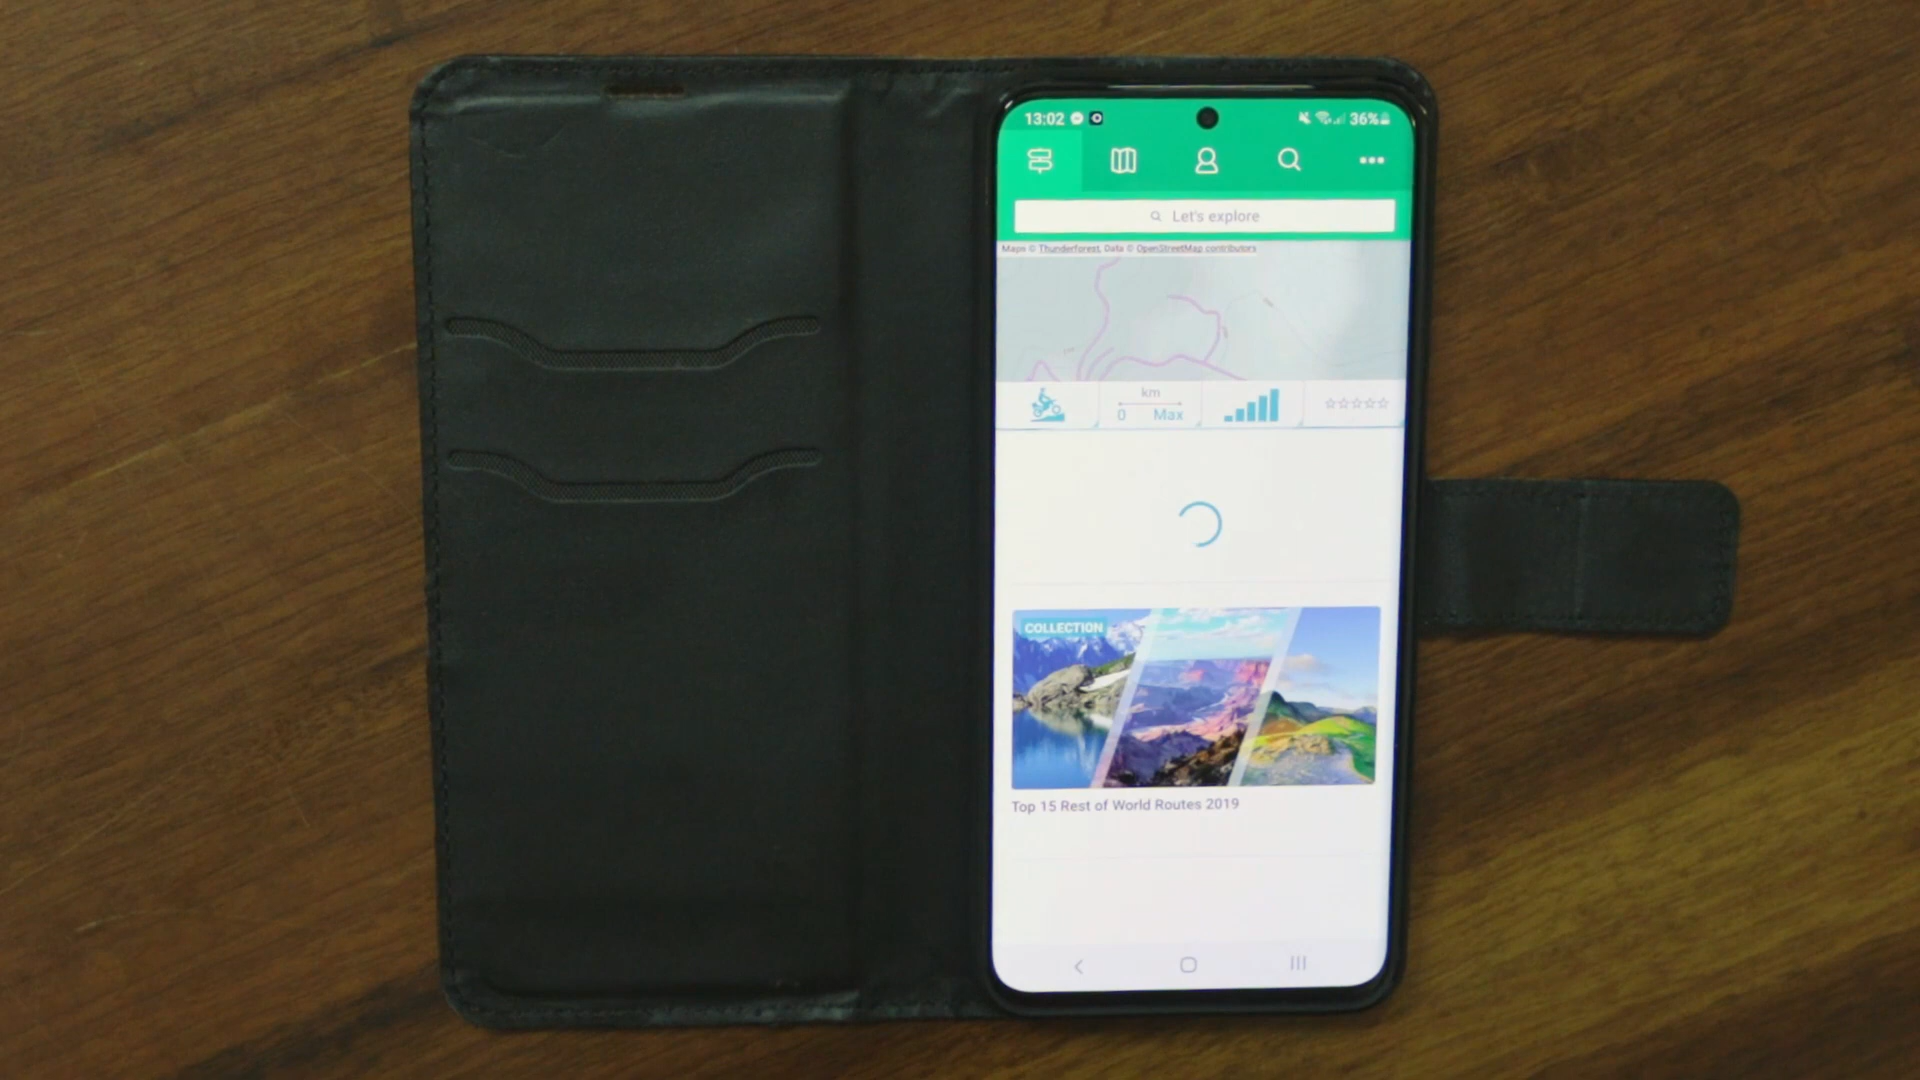 13:02 36%
Let's explore
Maps © Thunderforest, Data © OpenStreetMap contributors
km
0 Max
COLLECTION
Top 15 Rest of World Routes 2019